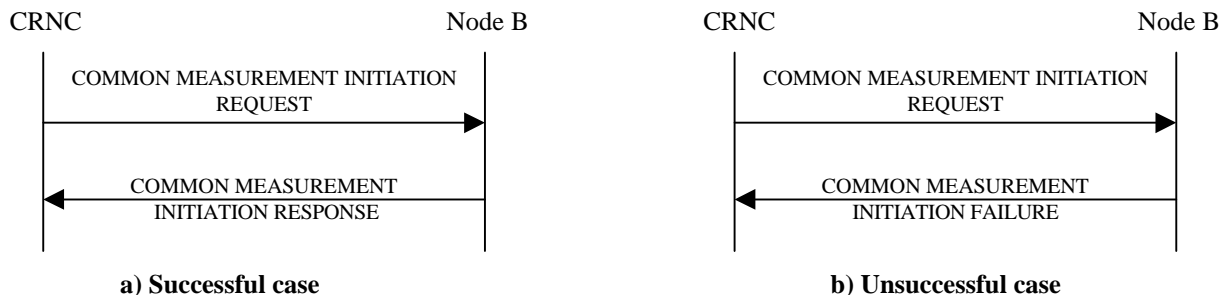 CRNC
Node B
COMMON MEASUREMENT INITIATION
REQUEST
COMMON MEASUREMENT
INITIATION RESPONSE
a) Successful case
CRNC
Node B
COMMON MEASUREMENT INITIATION
REQUEST
COMMON MEASUREMENT
INITIATION FAILURE
b) Unsuccessful case